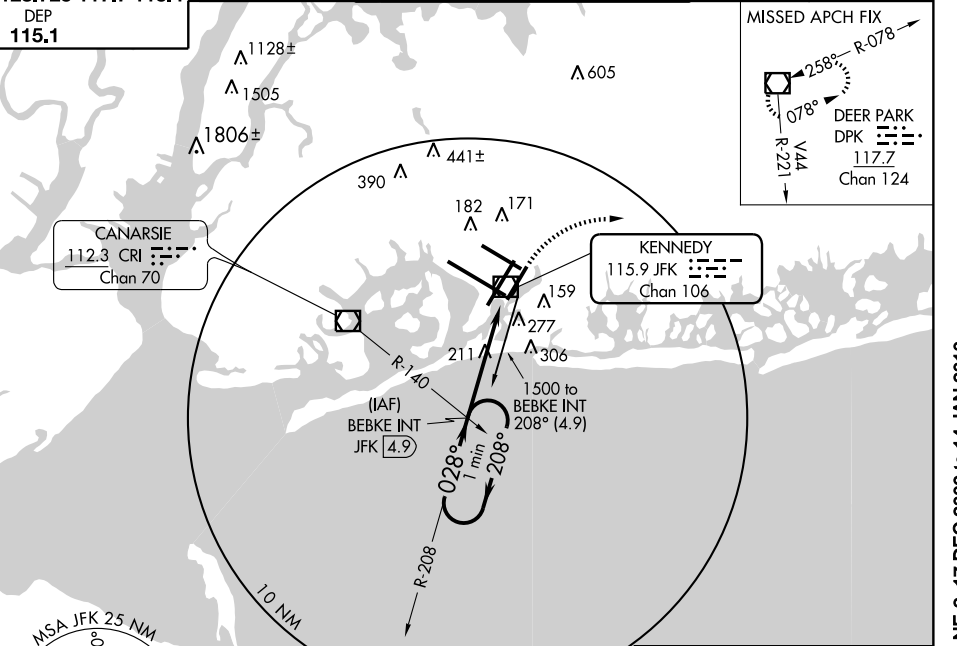 DEP
115.1
1128±
1505
1806±
605
441±
390
182
171
MISSED APCH FIX
R-078
258°
078°
DEER PARK
DPK
117.7
Chan 124
V44
R-221
CANARSIE
112.3 CRI
Chan 70
KENNEDY
115.9 JFK
Chan 106
159
277
306
211
R-140
(IAF)
BEBKE INT
JFK 4.9
1500 to
BEBKE INT
208° (4.9)
028°
1 min
208°
R-208
10 NM
MSA JFK 25 NM